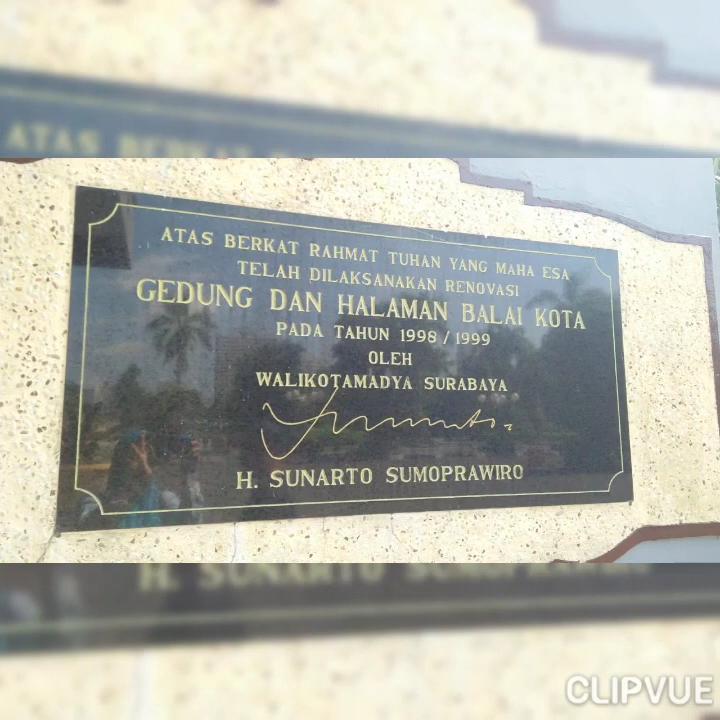 ATAS BERKAT RAHMAT TUHAN YANG MAHA ESA
TELAH DILAKSANAKAN RENOVASI
GEDUNG DAN HALAMAN BALAI KOTA
PADA TAHUN 1998 / 1999
OLEH
WALIKOTAMADYA SURABAYA
H. SUNARTO SUMOPRAWIRO
CLIPVUE